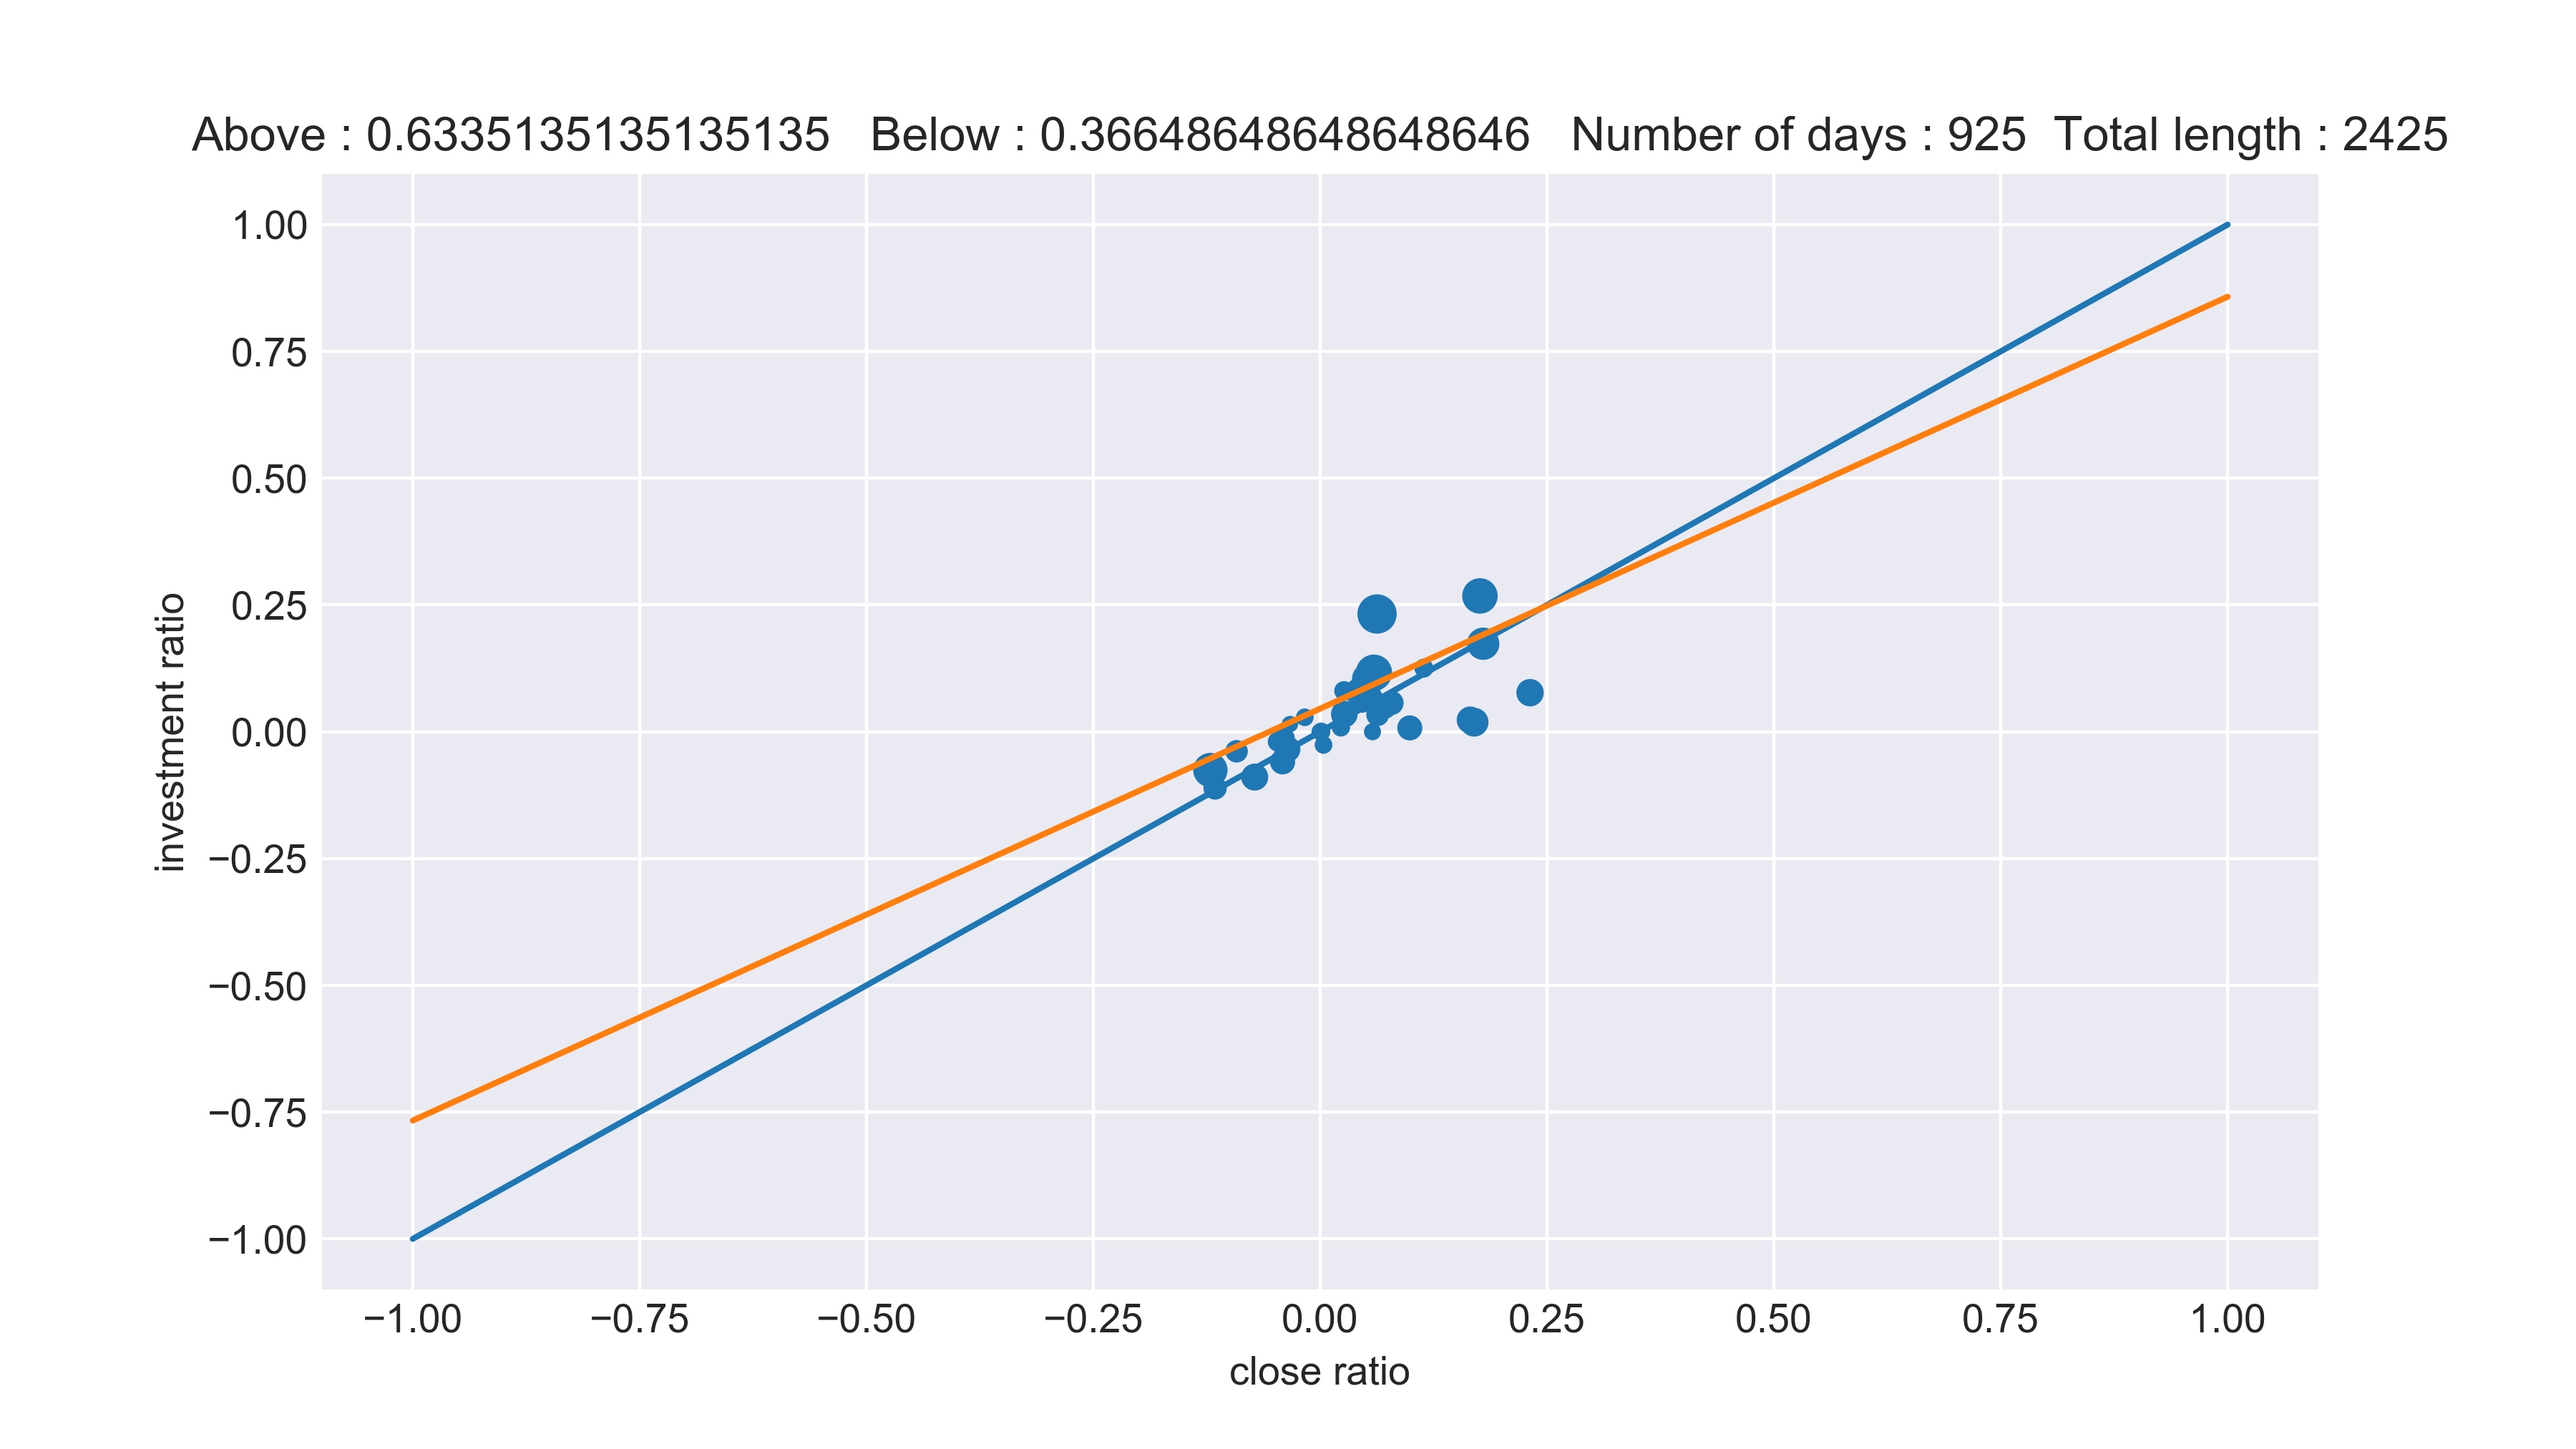 Above : 0.6335135135135135   Below : 0.36648648648648646   Number of days : 925  Total length : 2425
1.00
0.75
0.50
0.25
0.00
−0.25
−0.50
−0.75
−1.00
investment ratio
−1.00 −0.75 −0.50 −0.25 0.00 0.25 0.50 0.75 1.00
close ratio